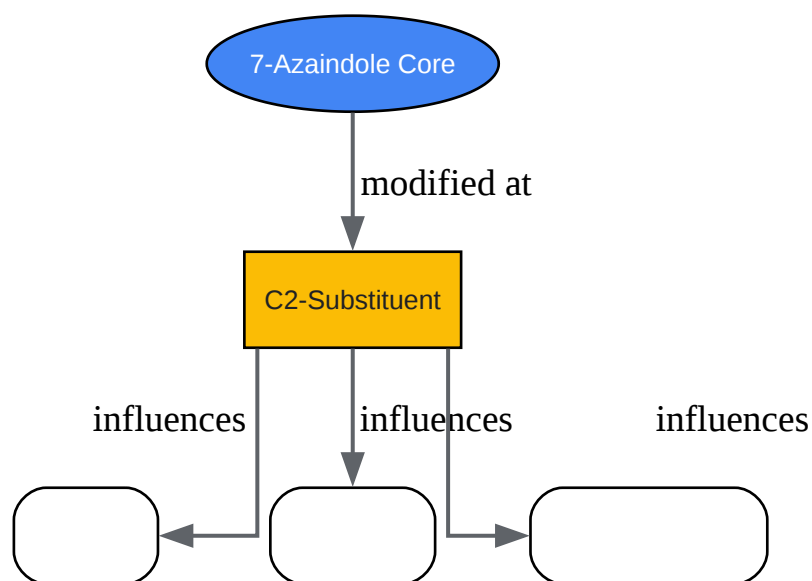 7-Azaindole Core
modified at
C2-Substituent
influences
influences
influences